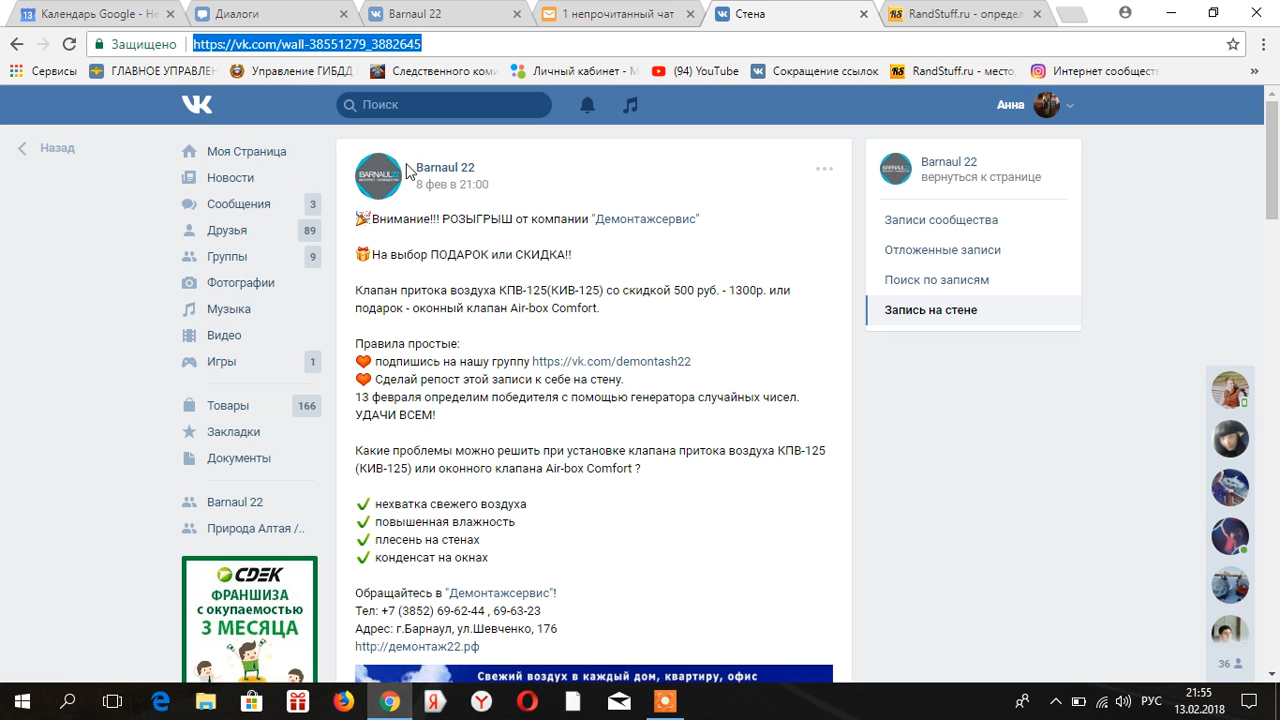 Календарь Google - Не
Диалоги
Barnaul 22
1 непрочитанный чат
Стена
RandStuff.ru - определ
Защищено
https://vk.com/wall-38551279_3882645
Сервисы
ГЛАВНОЕ УПРАВЛЕН
Управление ГИБДД
Следственного коми
Личный кабинет - М
(94) YouTube
Сокращение ссылок
RandStuff.ru - место,
Интернет сообществ
Поиск
Анна
Назад
Моя Страница
Новости
Сообщения 3
Друзья 89
Группы 9
Фотографии
Музыка
Видео
Игры 1
Товары 166
Закладки
Документы
Barnaul 22
Природа Алтая /..
CDEK
ФРАНШИЗА
с окупаемостью
3 МЕСЯЦА
BARNAUL22
Barnaul 22
8 фев в 21:00
Внимание!!! РОЗЫГРЫШ от компании "Демонтажсервис"
На выбор ПОДАРОК или СКИДКА!!
Клапан притока воздуха КПВ-125(КИВ-125) со скидкой 500 руб. - 1300р. или
подарок - оконный клапан Air-box Comfort.
Правила простые:
подпишись на нашу группу https://vk.com/demontash22
Сделай репост этой записи к себе на стену.
13 февраля определим победителя с помощью генератора случайных чисел.
УДАЧИ ВСЕМ!
Какие проблемы можно решить при установке клапана притока воздуха КПВ-125
(КИВ-125) или оконного клапана Air-box Comfort ?
нехватка свежего воздуха
повышенная влажность
плесень на стенах
конденсат на окнах
Обращайтесь в "Демонтажсервис"!
Тел: +7 (3852) 69-62-44 , 69-63-23
Адрес: г.Барнаул, ул.Шевченко, 176
http://демонтаж22.рф
Свежий воздух в каждый дом, квартиру, офис
Barnaul 22
вернуться к странице
Записи сообщества
Отложенные записи
Поиск по записям
Запись на стене
36
РУС
21:55
13.02.2018